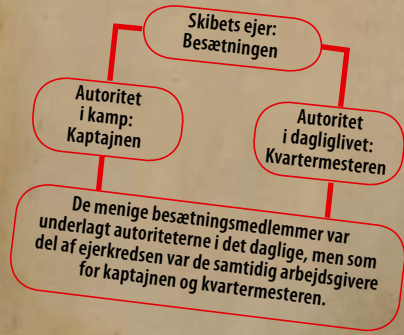 Skibets ejer:
Besætningen
Autoritet
i kamp:
Kaptajnen
Autoritet
i dagliglivet:
Kvartermesteren
De menige besætningsmedlemmer var
underlagt autoriteterne i det daglige, men som
del af ejerkredsen var de samtidig arbejdsgivere
for kaptajnen og kvartermesteren.